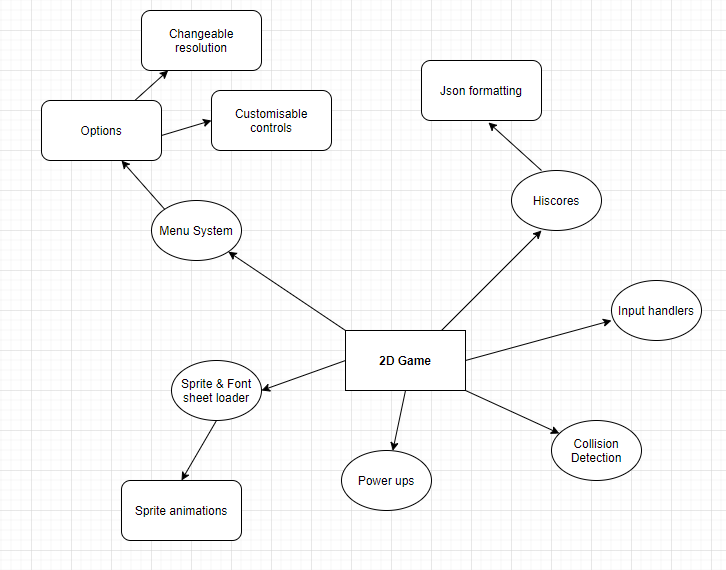 Changeable
resolution
Json formatting
Customisable
controls
Options
Hiscores
Menu System
Input handlers
2D Game
Sprite & Font
sheet loader
Collision
Detection
Power ups
Sprite animations